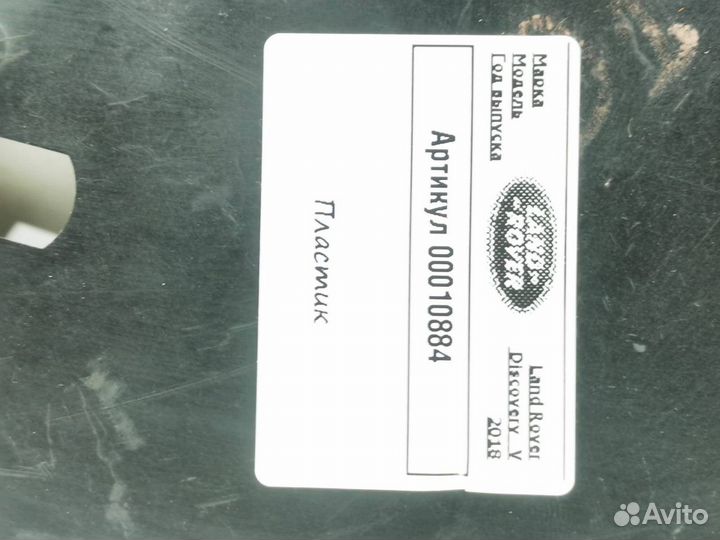 Марка Land Rover
Модель Discovery V
Год выпуска 2018
LAND-
ROVER
Артикул 00010884
Пластик
Avito